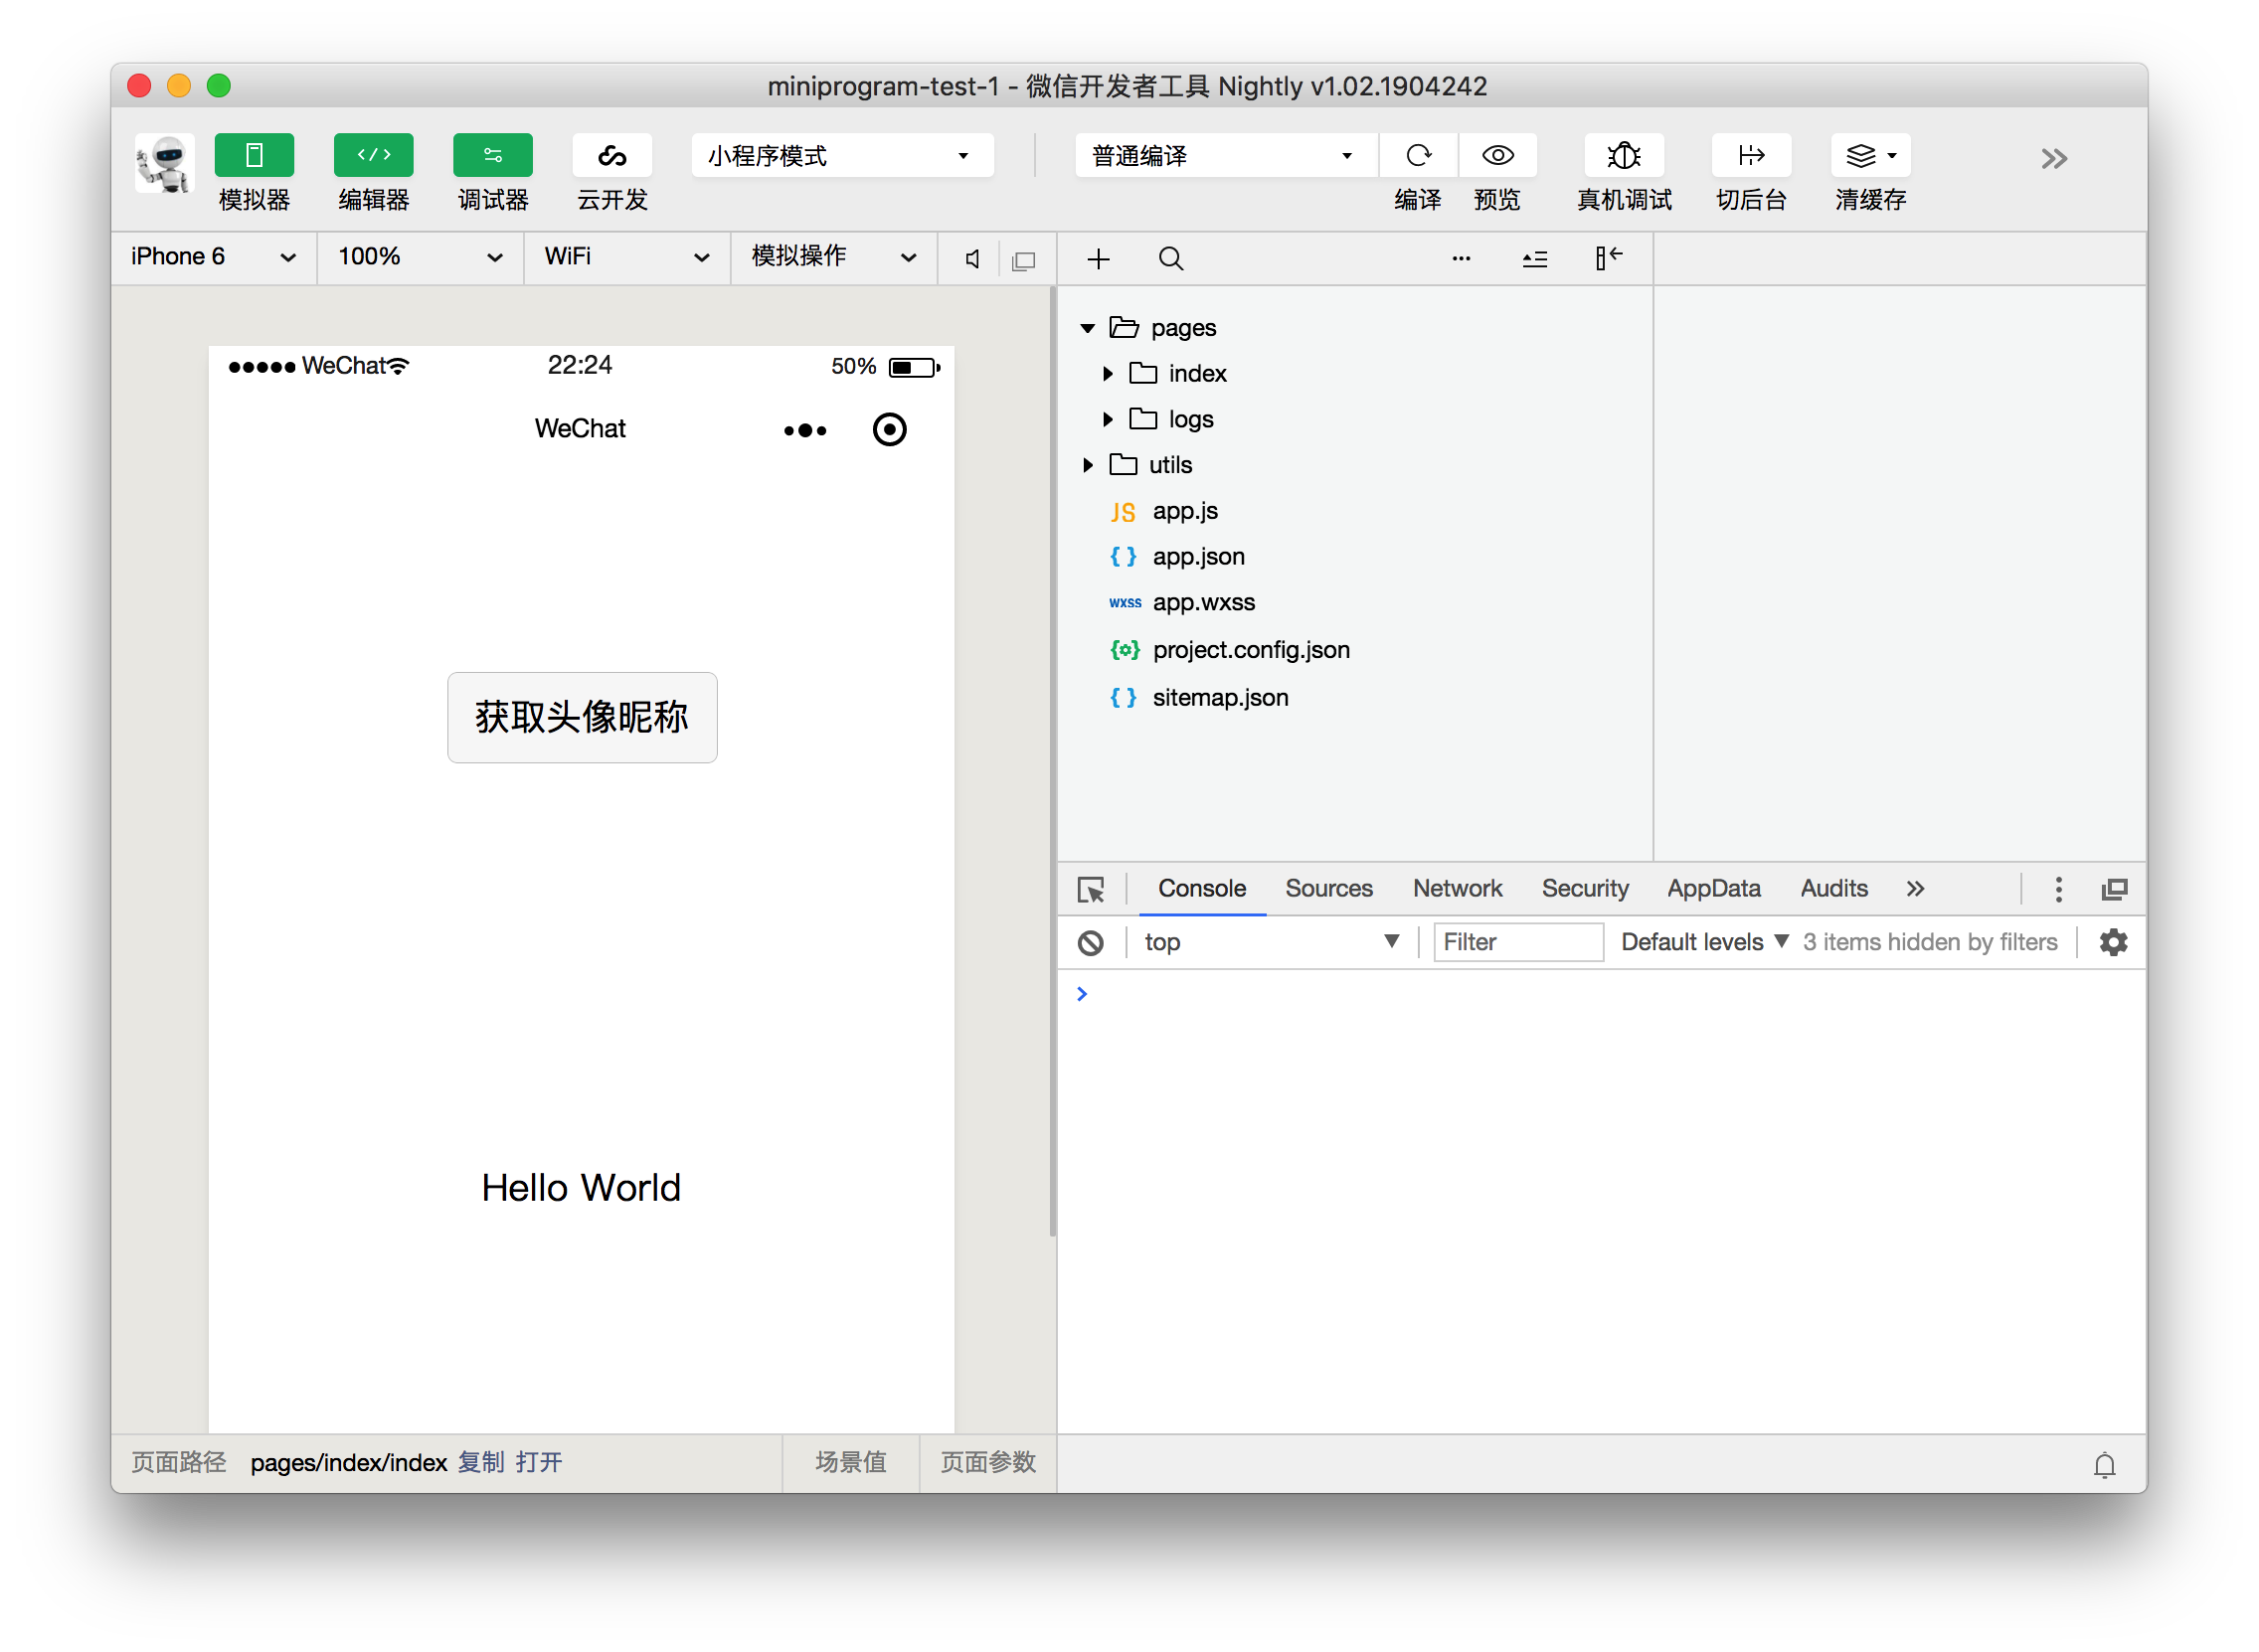 miniprogram-test-1 - 微信开发者工具 Nightly v1.02.1904242
模拟器 编辑器 调试器 云开发 小程序模式 普通编译 编译 预览 真机调试 切后台 清缓存
iPhone 6 100% WiFi 模拟操作
WeChat 22:24 50%
WeChat
获取头像昵称
Hello World
页面路径 pages/index/index 复制 打开 场景值 页面参数
pages
index
logs
utils
JS app.js
{ } app.json
WXSS app.wxss
project.config.json
{ } sitemap.json
Console Sources Network Security AppData Audits
top Filter Default levels 3 items hidden by filters